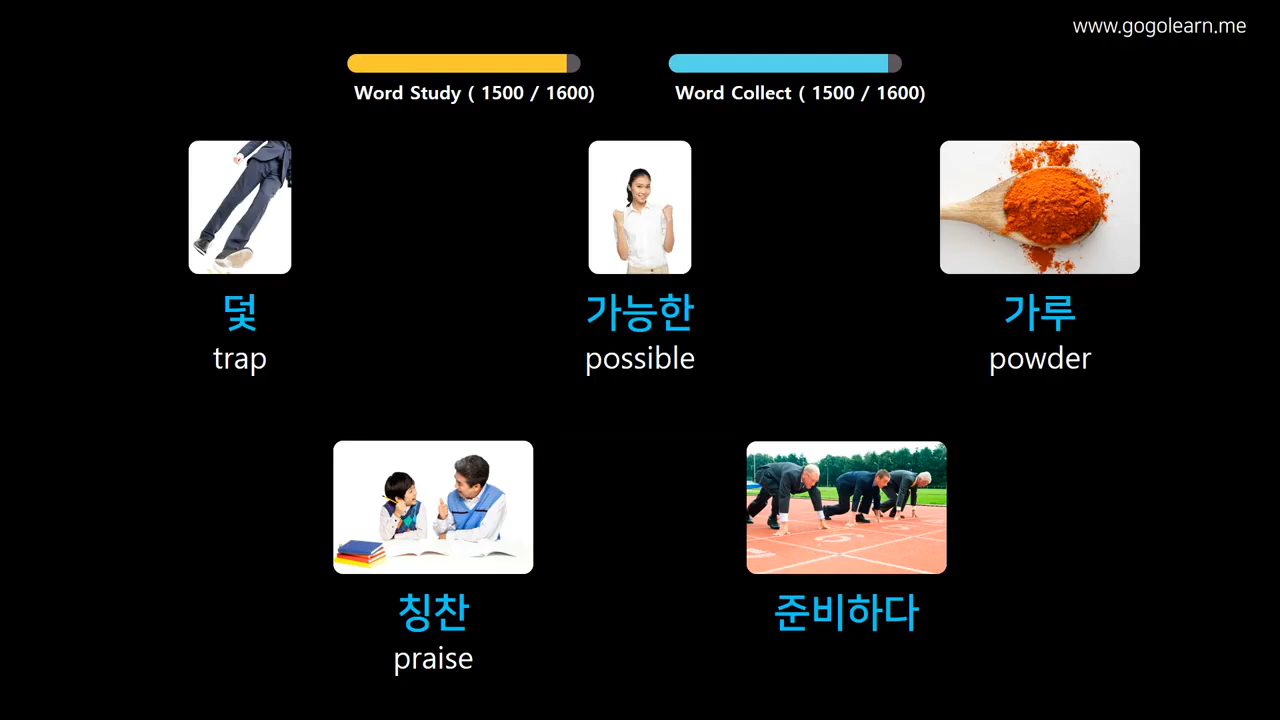 www.gogolearn.me
Word Study ( 1500 / 1600)
Word Collect ( 1500 / 1600)
덫
trap
가능한
possible
가루
powder
칭찬
praise
준비하다